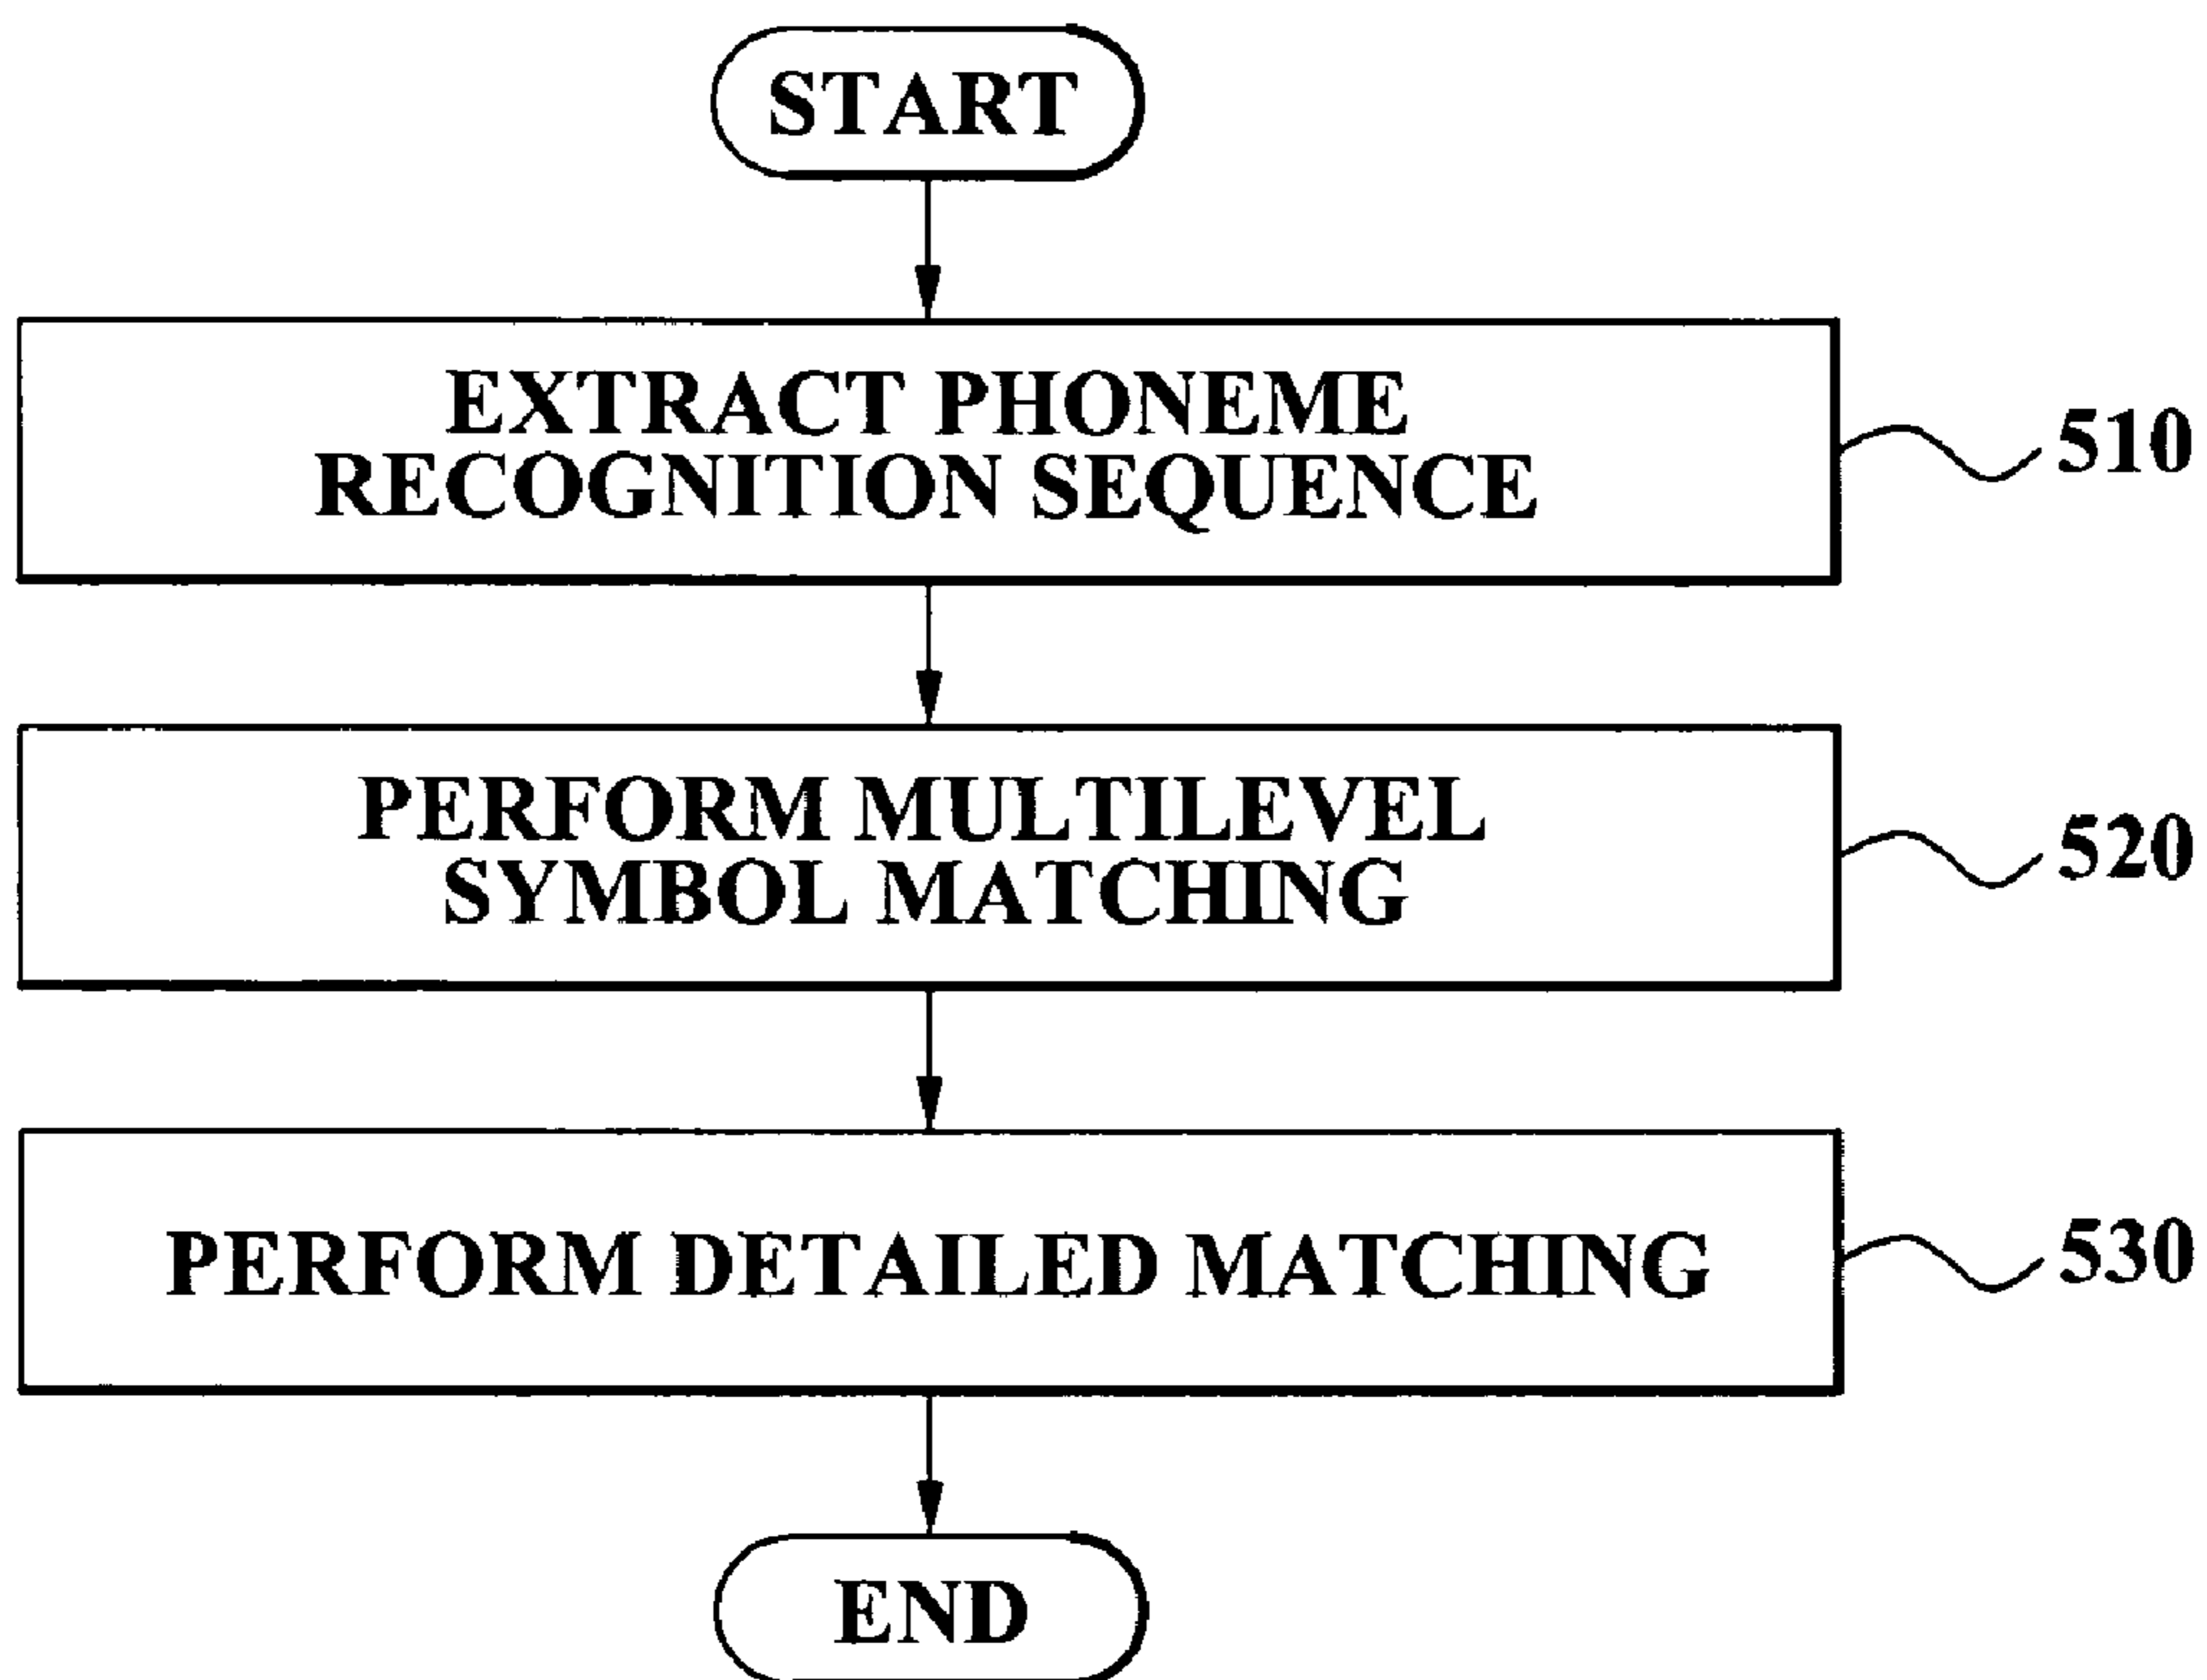 START
EXTRACT PHONEME
RECOGNITION SEQUENCE
510
PERFORM MULTILEVEL
SYMBOL MATCHING
520
PERFORM DETAILED MATCHING
530
END